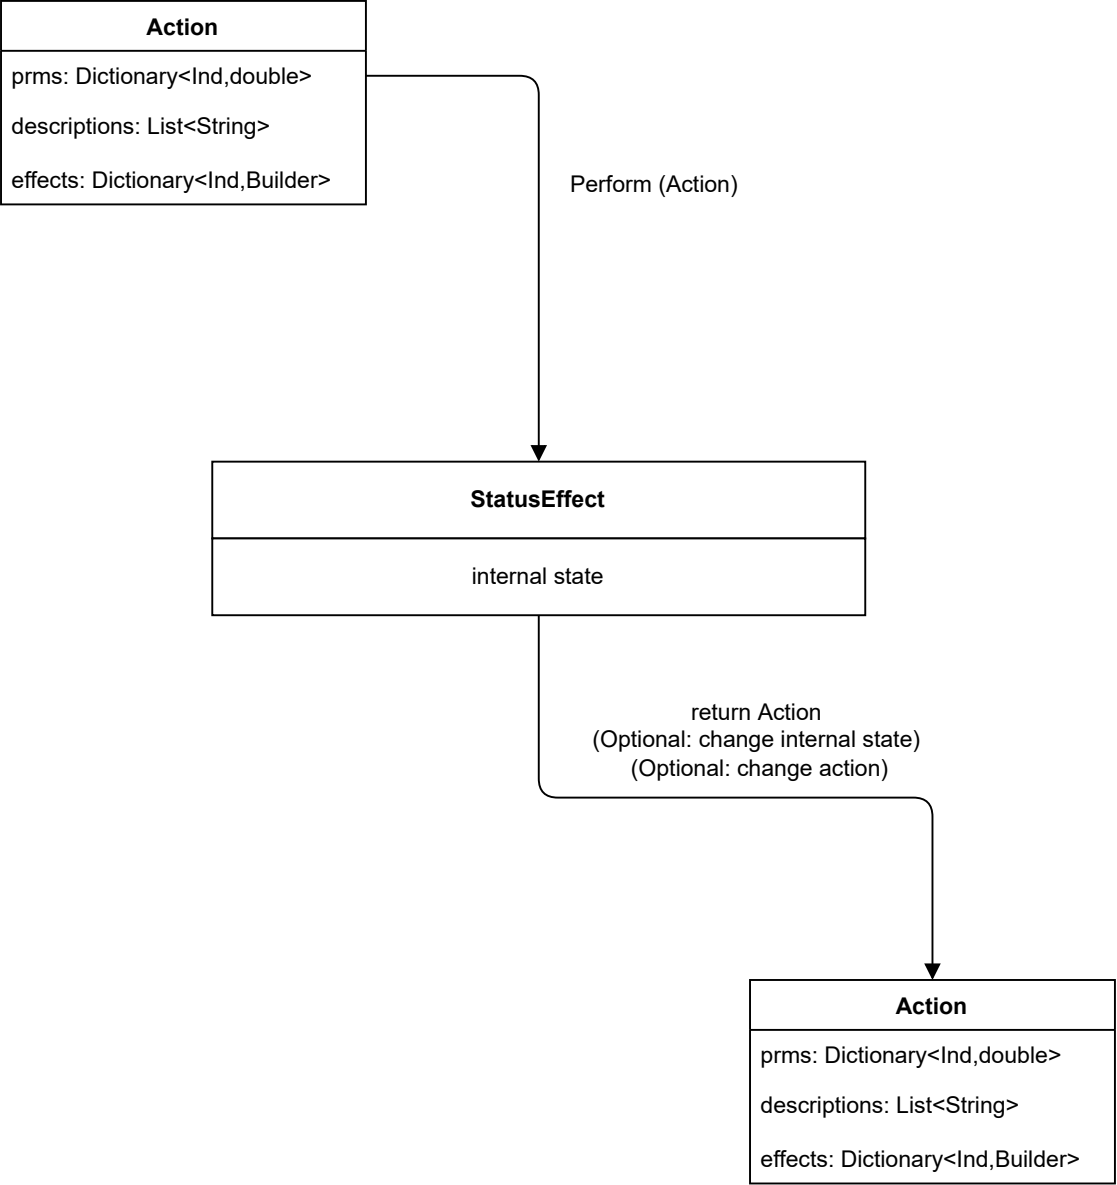 Action
prms: Dictionary<Ind,double>
descriptions: List<String>
effects: Dictionary<Ind,Builder>
Perform (Action)
StatusEffect
internal state
return Action
(Optional: change internal state)
(Optional: change action)
Action
prms: Dictionary<Ind,double>
descriptions: List<String>
effects: Dictionary<Ind,Builder>